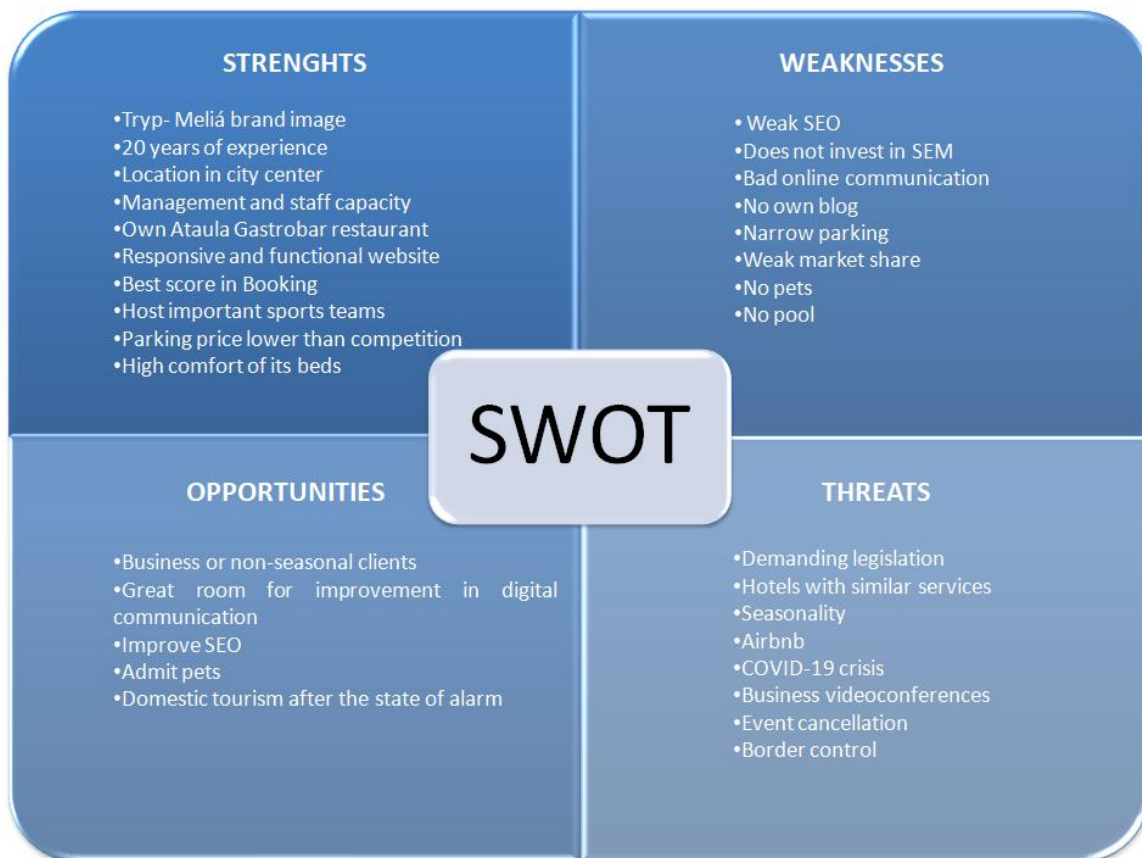 STRENGHTS
•Tryp- Meliá brand image
•20 years of experience
•Location in city center
•Management and staff capacity
•Own Ataula Gastrobar restaurant
•Responsive and functional website
•Best score in Booking
•Host important sports teams
•Parking price lower than competition
•High comfort of its beds
WEAKNESSES
• Weak SEO
•Does not invest in SEM
•Bad online communication
•No own blog
•Narrow parking
•Weak market share
•No pets
•No pool
SWOT
OPPORTUNITIES
•Business or non-seasonal clients
•Great room for improvement in digital
communication
•Improve SEO
•Admit pets
•Domestic tourism after the state of alarm
THREATS
•Demanding legislation
•Hotels with similar services
•Seasonality
•Airbnb
•COVID-19 crisis
•Business videoconferences
•Event cancellation
•Border control